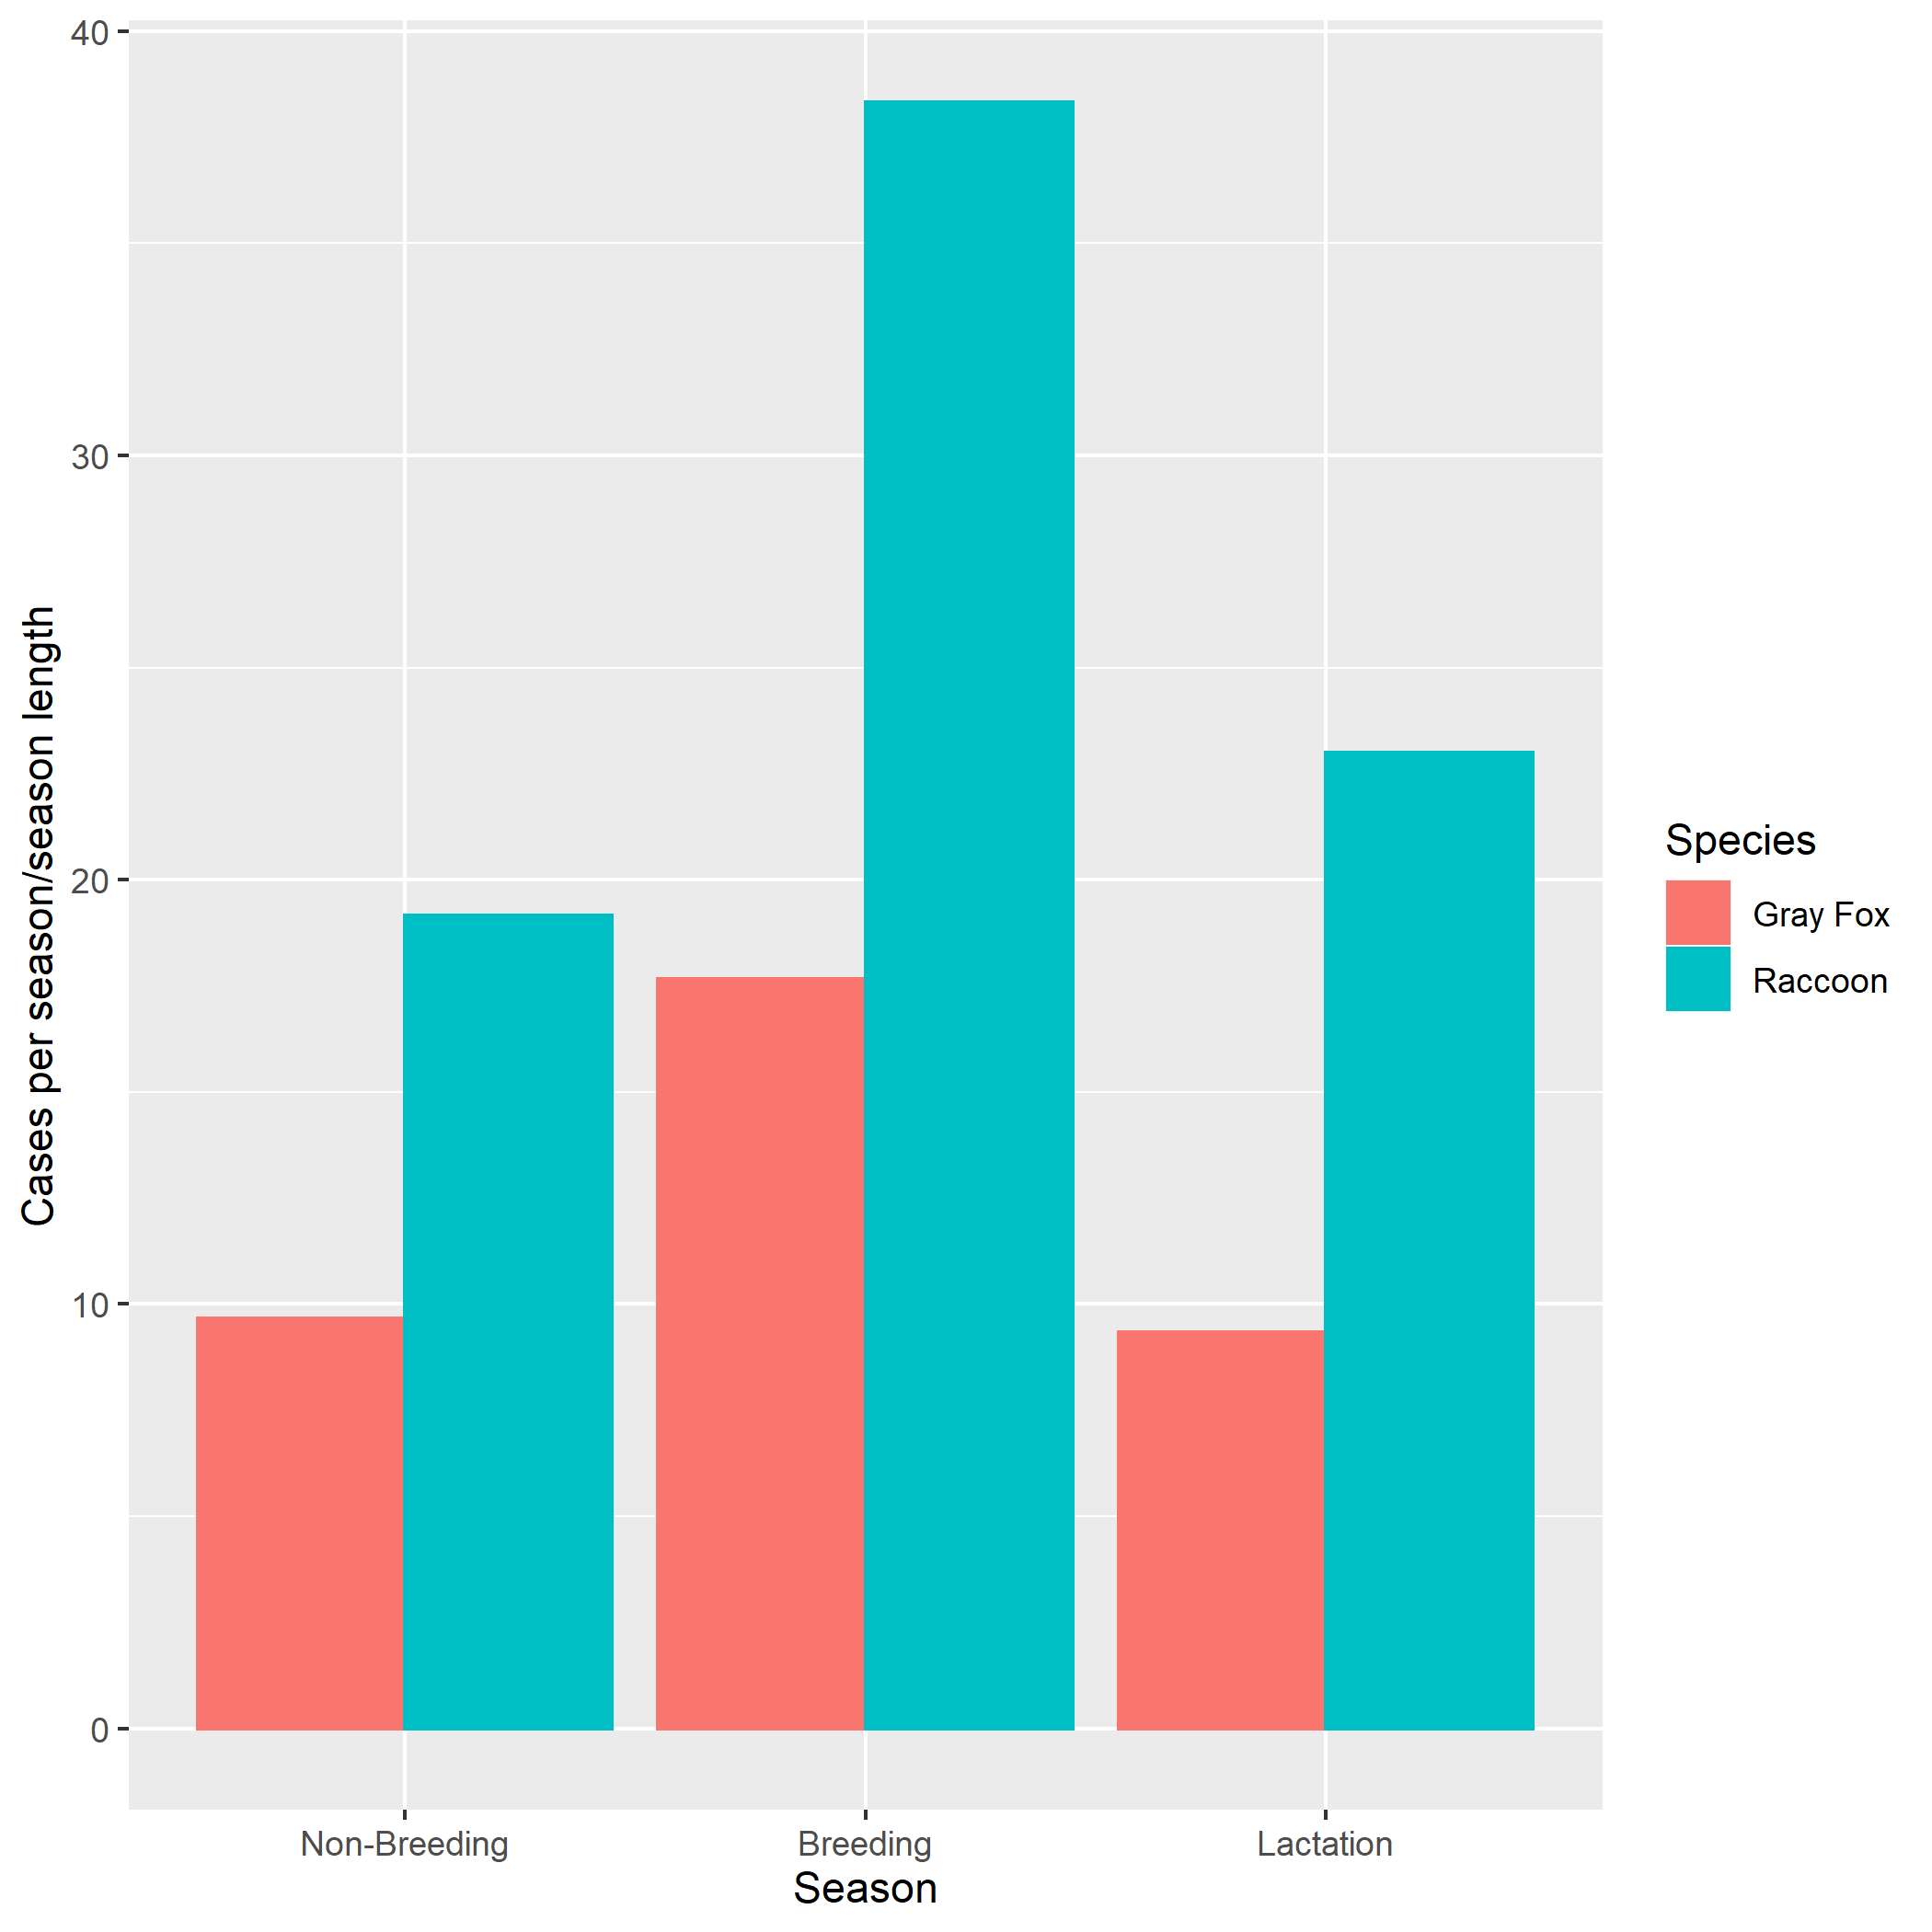 40
30
20
10
0
Cases per season/season length
Non-Breeding
Breeding
Lactation
Season
Species
Gray Fox
Raccoon